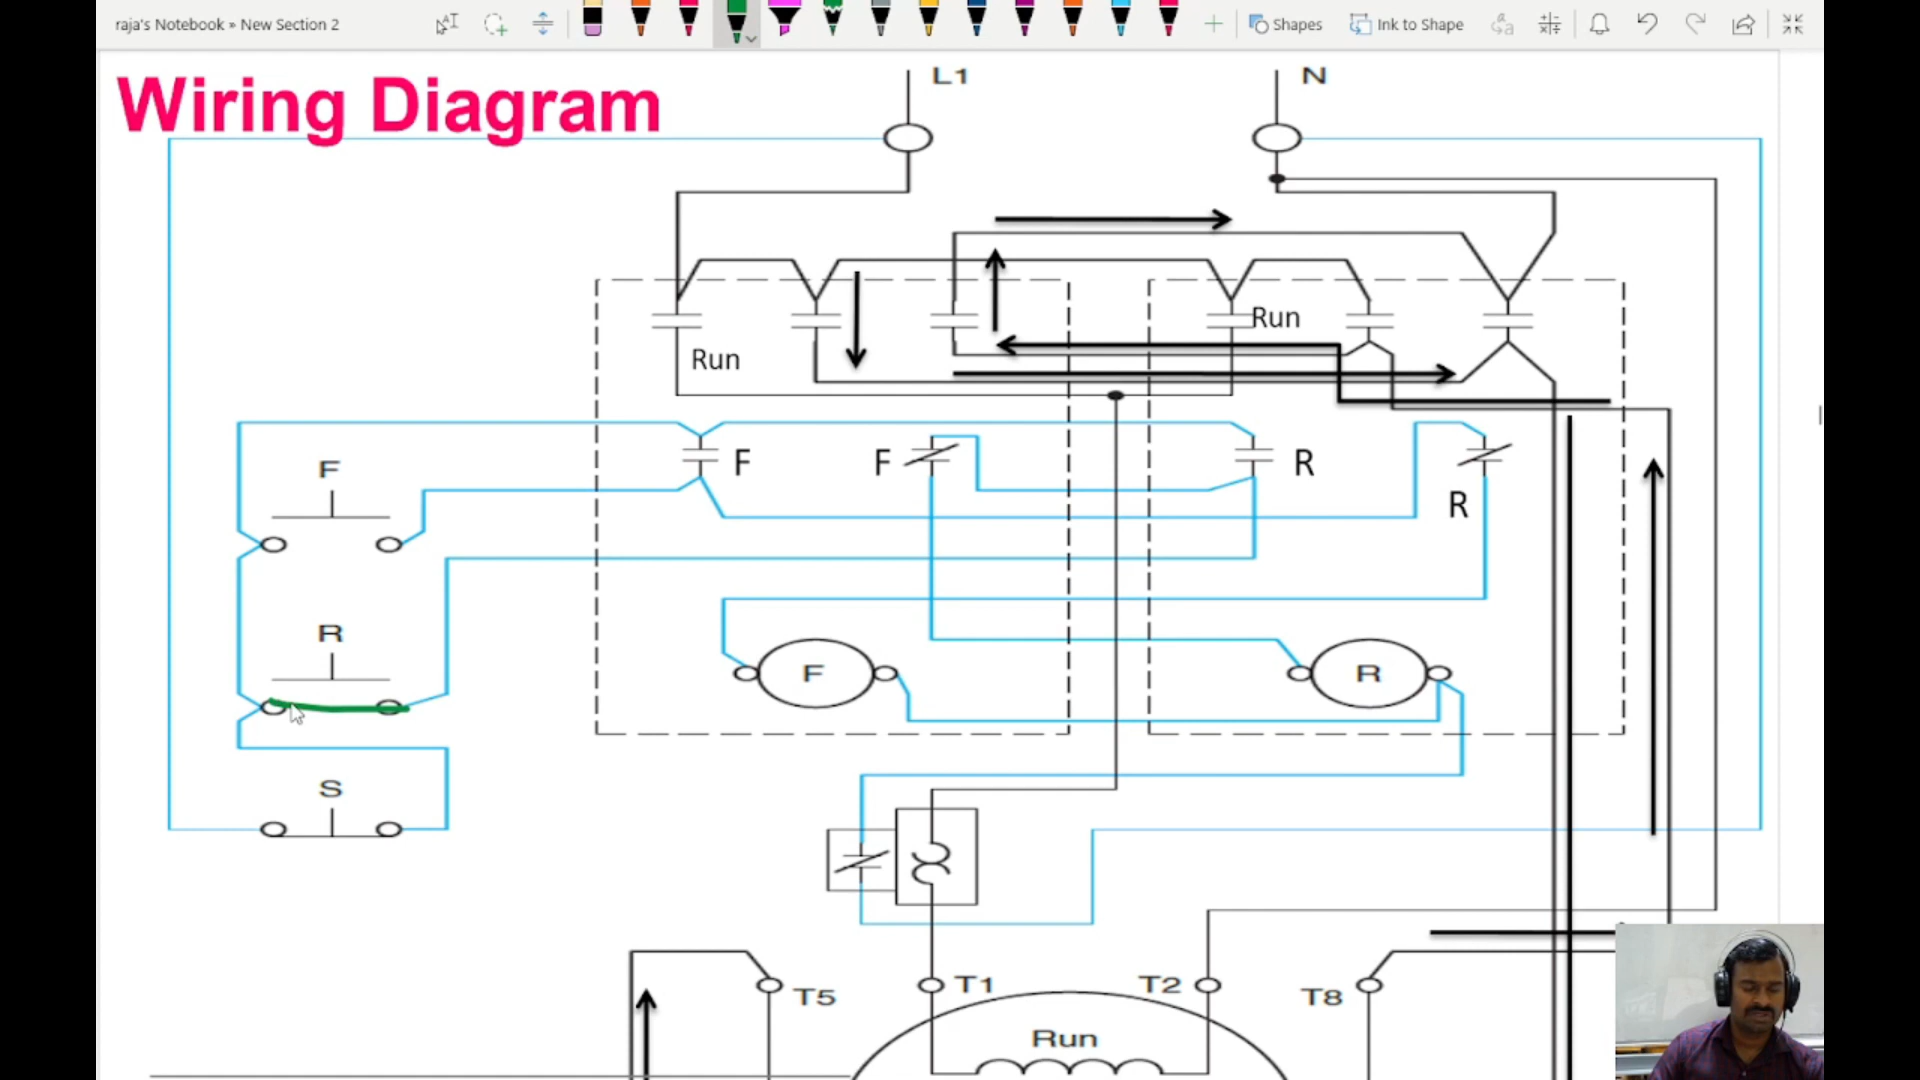 raja's Notebook » New Section 2
Shapes
Ink to Shape
Wiring Diagram
L1
N
Run
Run
F
F
F
R
R
R
F
R
S
T5
T1
T2
T8
Run